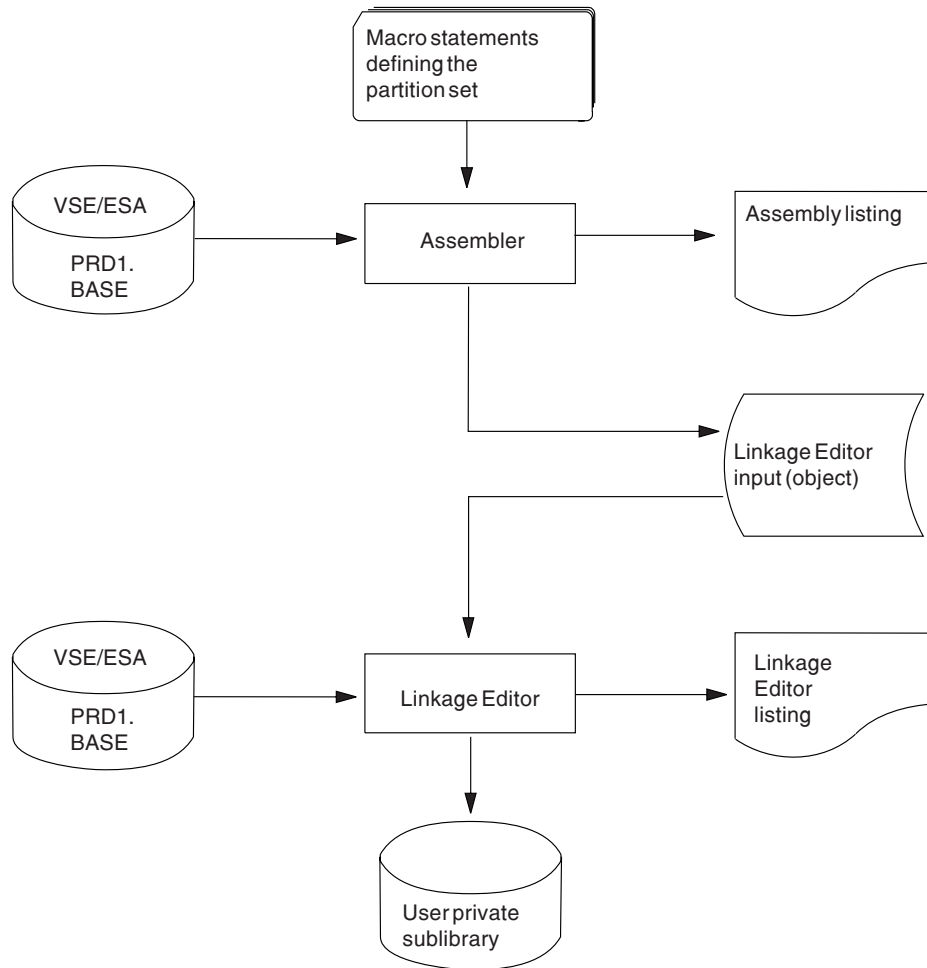 Macro statements
defining the
partition set
VSE/ESA
PRD1.
BASE
Assembler
Assembly listing
Linkage Editor
input (object)
VSE/ESA
PRD1.
BASE
Linkage Editor
Linkage
Editor
listing
User private
sublibrary